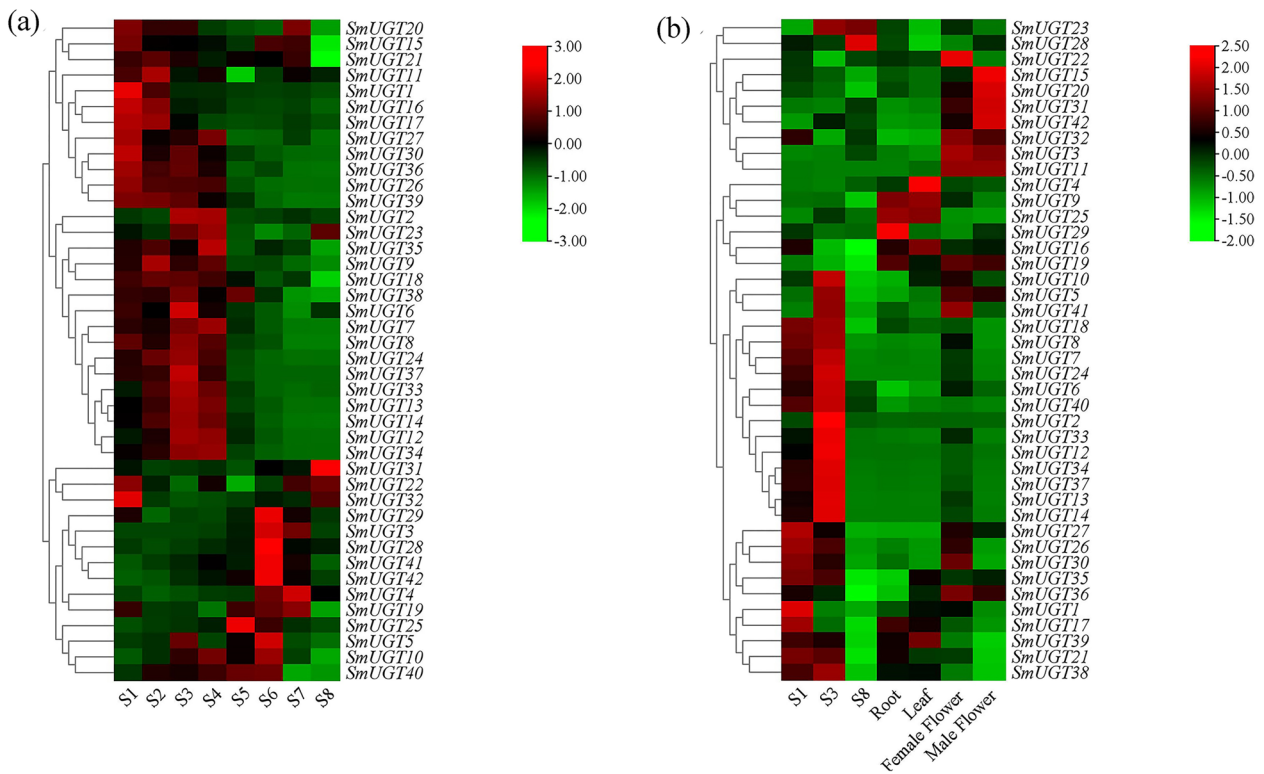 (a)
SmUGT20
SmUGT15
SmUGT21
SmUGT11
SmUGT1
SmUGT16
SmUGT17
SmUGT27
SmUGT30
SmUGT36
SmUGT26
SmUGT39
SmUGT2
SmUGT23
SmUGT35
SmUGT9
SmUGT18
SmUGT38
SmUGT6
SmUGT7
SmUGT8
SmUGT24
SmUGT37
SmUGT33
SmUGT13
SmUGT14
SmUGT12
SmUGT34
SmUGT31
SmUGT22
SmUGT32
SmUGT29
SmUGT3
SmUGT28
SmUGT41
SmUGT42
SmUGT4
SmUGT19
SmUGT25
SmUGT5
SmUGT10
SmUGT40
S1 S2 S3 S4 S5 S6 S7 S8
3.00
2.00
1.00
0.00
-1.00
-2.00
-3.00
(b)
SmUGT23
SmUGT28
SmUGT22
SmUGT15
SmUGT20
SmUGT31
SmUGT42
SmUGT32
SmUGT3
SmUGT11
SmUGT4
SmUGT9
SmUGT25
SmUGT29
SmUGT16
SmUGT19
SmUGT10
SmUGT5
SmUGT41
SmUGT18
SmUGT8
SmUGT7
SmUGT24
SmUGT6
SmUGT40
SmUGT2
SmUGT33
SmUGT12
SmUGT34
SmUGT37
SmUGT13
SmUGT14
SmUGT27
SmUGT26
SmUGT30
SmUGT35
SmUGT36
SmUGT1
SmUGT17
SmUGT39
SmUGT21
SmUGT38
S1 S3 S8 Root Leaf Female Flower Male Flower
2.50
2.00
1.50
1.00
0.50
0.00
-0.50
-1.00
-1.50
-2.00